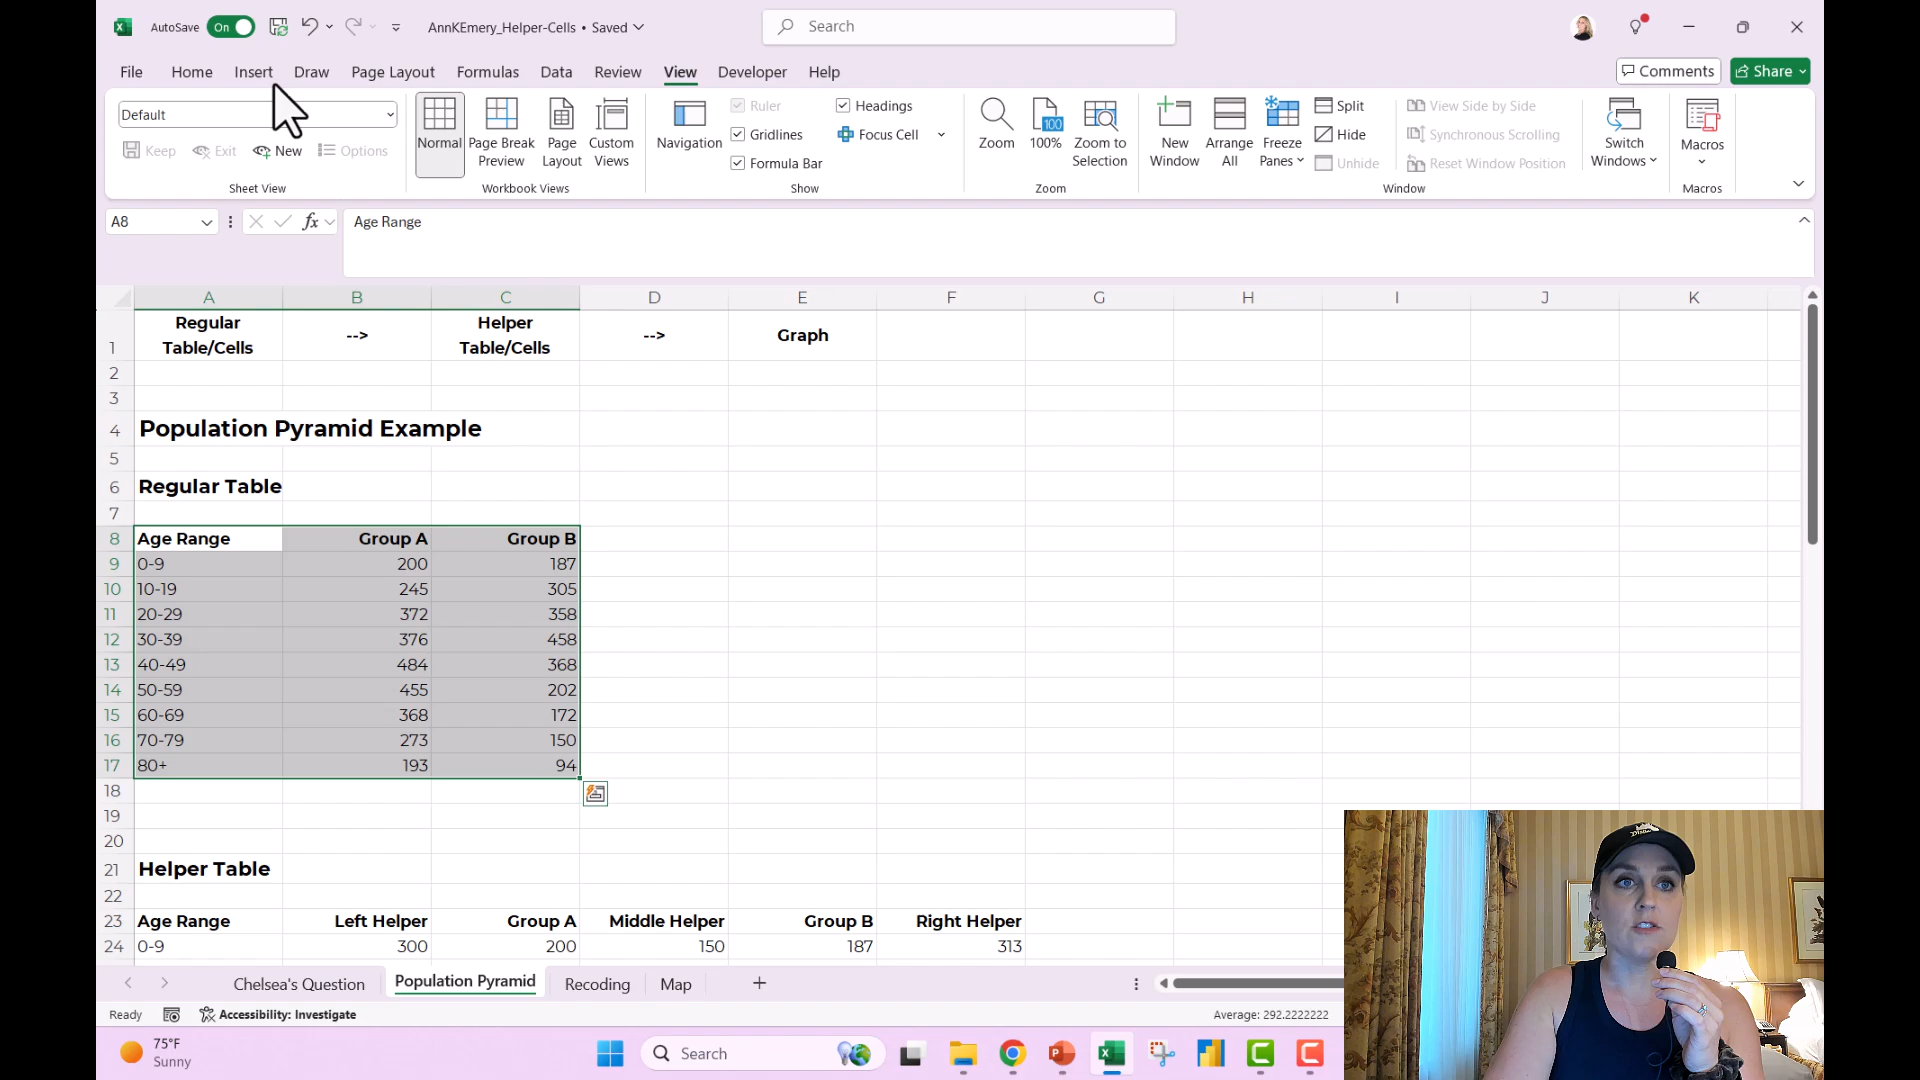 AutoSave On AnnKEmery_Helper-Cells • Saved Search
File Home Insert Draw Page Layout Formulas Data Review View Developer Help Comments Share
Default
Keep Exit New Options
Sheet View
Normal Page Break Preview Page Layout Custom Views
Workbook Views
Navigation
Ruler Headings
Gridlines Focus Cell
Formula Bar
Show
Zoom 100% Zoom to Selection
100
Zoom
New Window Arrange All Freeze Panes
Split View Side by Side
Hide Synchronous Scrolling
Unhide Reset Window Position
Switch Windows
Window
Macros
Macros
A8 fx Age Range
A B C D E F G H I J K
1 Regular Table/Cells --> Helper Table/Cells --> Graph
2
3
4 Population Pyramid Example
5
6 Regular Table
7
8 Age Range Group A Group B
9 0-9 200 187
10 10-19 245 305
11 20-29 372 358
12 30-39 376 458
13 40-49 484 368
14 50-59 455 202
15 60-69 368 172
16 70-79 273 150
17 80+ 193 94
18
19
20
21 Helper Table
22
23 Age Range Left Helper Group A Middle Helper Group B Right Helper
24 0-9 300 200 150 187 313
Chelsea's Question Population Pyramid Recoding Map
Ready Accessibility: Investigate Average: 292.2222222
75°F
Sunny
Search